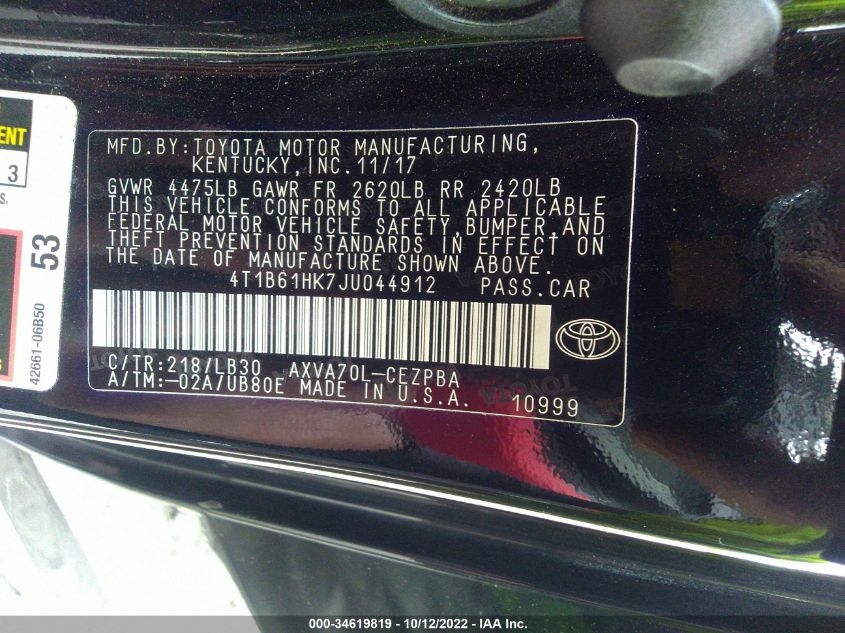 ENT
3
S.
53
42661-06B50
MFD.BY:TOYOTA MOTOR MANUFACTURING,
KENTUCKY,INC.11/17
GVWR 4475LB GAWR FR 2620LB RR 2420LB
THIS VEHICLE CONFORMS TO ALL APPLICABLE
FEDERAL MOTOR VEHICLE SAFETY,BUMPER,AND
THEFT PREVENTION STANDARDS IN EFFECT ON
THE DATE OF MANUFACTURE SHOWN ABOVE.
4T1B61HK7JU044912 PASS.CAR
C/TR:218/LB30 AXVA70L-CEZPBA
A/TM:-02A/UB80E MADE IN U.S.A. 10999
000-34619819 - 10/12/2022 - IAA Inc.